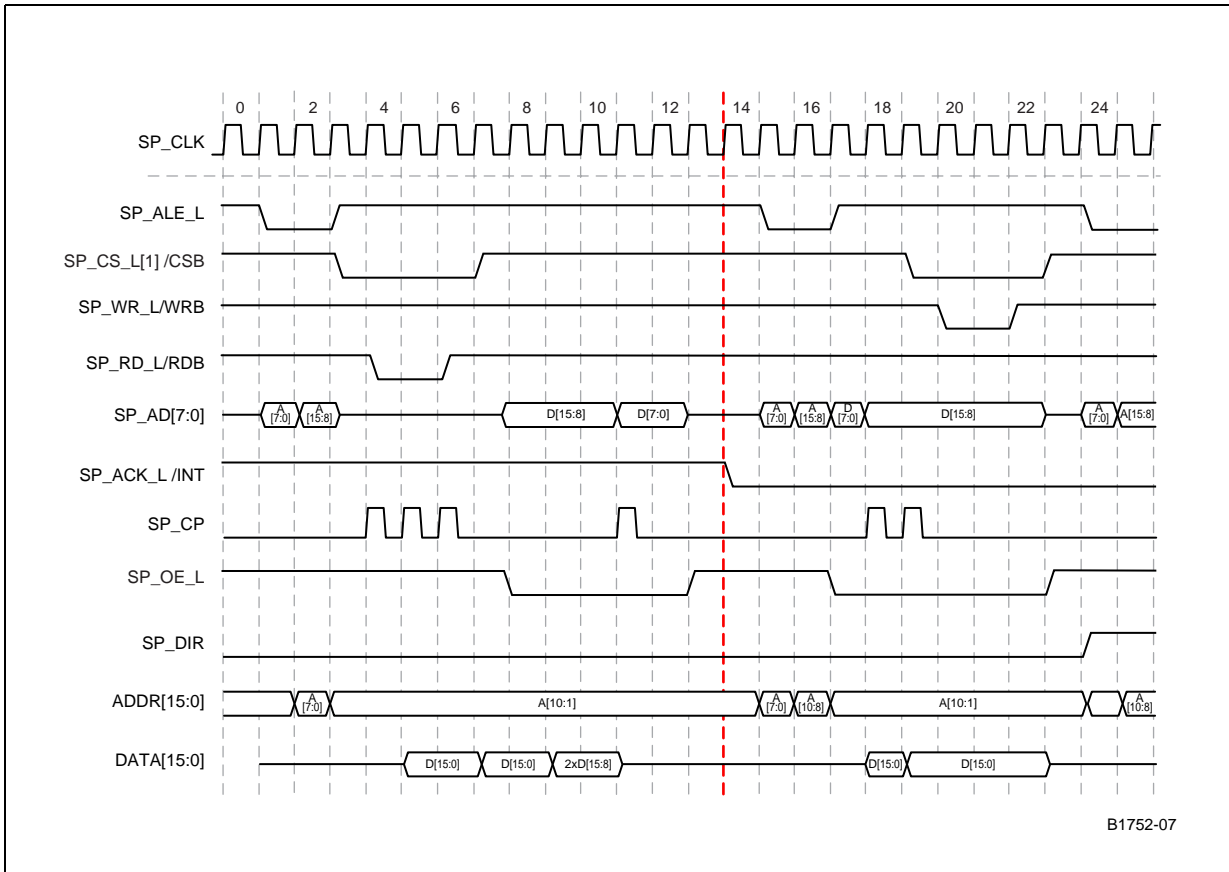 0 2 4 6 8 10 12 14 16 18 20 22 24
SP_CLK
SP_ALE_L
SP_CS_L[1] /CSB
SP_WR_L/WRB
SP_RD_L/RDB
SP_AD[7:0] A [7:0] A [15:8] D[15:8] D[7:0] A [7:0] A [15:8] D [7:0] D[15:8] A [7:0] A[15:8]
SP_ACK_L /INT
SP_CP
SP_OE_L
SP_DIR
ADDR[15:0] A [7:0] A[10:1] A [7:0] A [10:8] A[10:1] A [10:8]
DATA[15:0] D[15:0] D[15:0] 2xD[15:8] D[15:0] D[15:0]
B1752-07